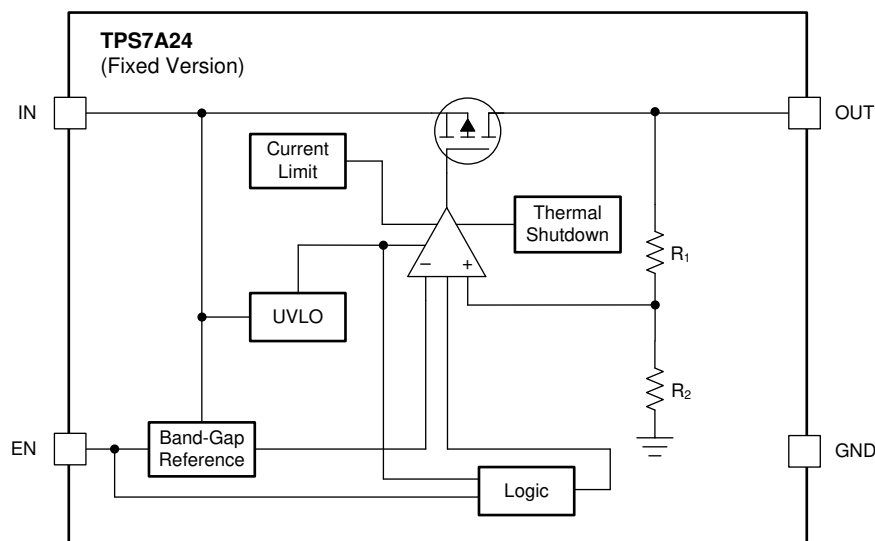 TPS7A24
(Fixed Version)
IN
OUT
Current
Limit
Thermal
Shutdown
− +
R1
UVLO
R2
EN
Band-Gap
Reference
GND
Logic